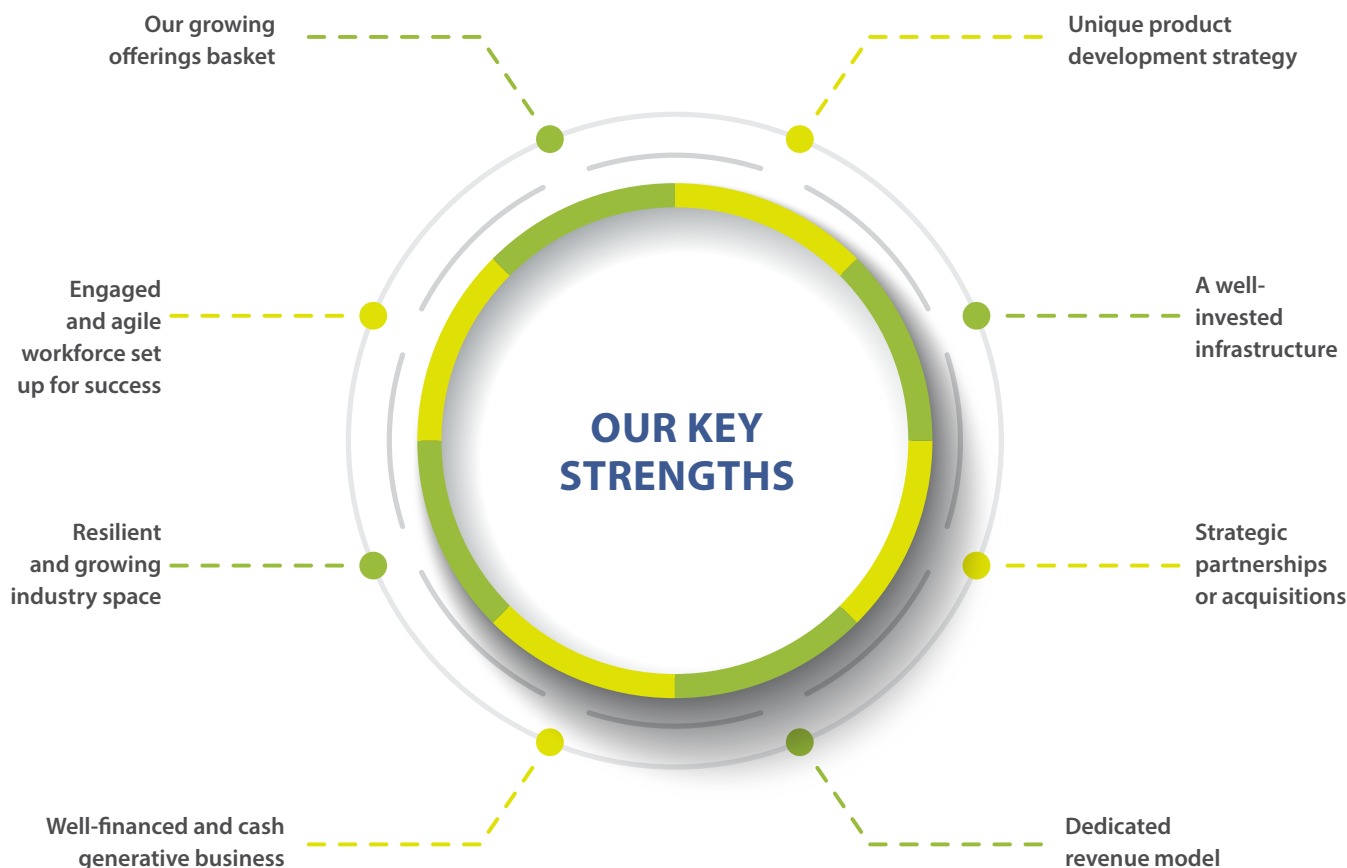 Our growing
offerings basket
Unique product
development strategy
Engaged
and agile
workforce set
up for success
A well-
invested
infrastructure
OUR KEY
STRENGTHS
Resilient
and growing
industry space
Strategic
partnerships
or acquisitions
Well-financed and cash
generative business
Dedicated
revenue model